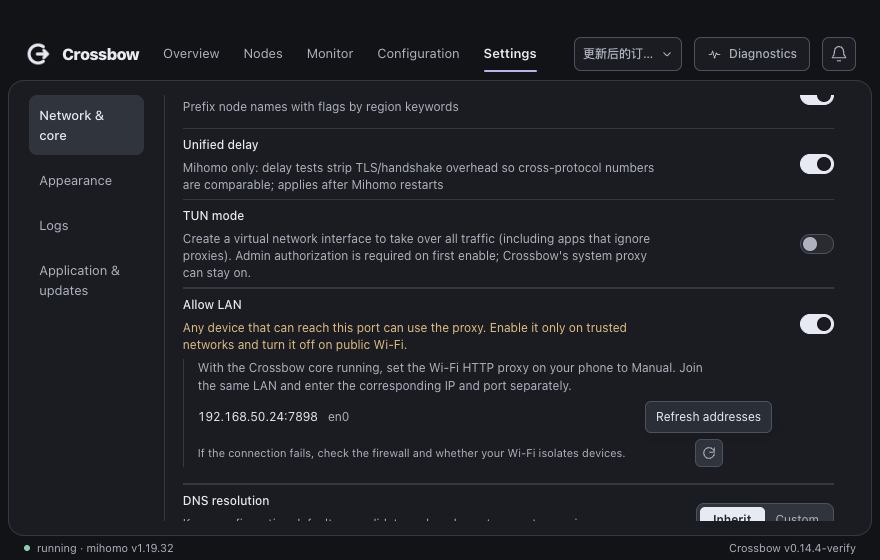 Crossbow Overview Nodes Monitor Configuration Settings 更新后的订... Diagnostics
Network &
core
Appearance
Logs
Application &
updates
Prefix node names with flags by region keywords
Unified delay
Mihomo only: delay tests strip TLS/handshake overhead so cross-protocol numbers
are comparable; applies after Mihomo restarts
TUN mode
Create a virtual network interface to take over all traffic (including apps that ignore
proxies). Admin authorization is required on first enable; Crossbow's system proxy
can stay on.
Allow LAN
Any device that can reach this port can use the proxy. Enable it only on trusted
networks and turn it off on public Wi-Fi.
With the Crossbow core running, set the Wi-Fi HTTP proxy on your phone to Manual. Join
the same LAN and enter the corresponding IP and port separately.
192.168.50.24:7898 en0 Refresh addresses
If the connection fails, check the firewall and whether your Wi-Fi isolates devices.
DNS resolution
Inherit Custom
running · mihomo v1.19.32 Crossbow v0.14.4-verify